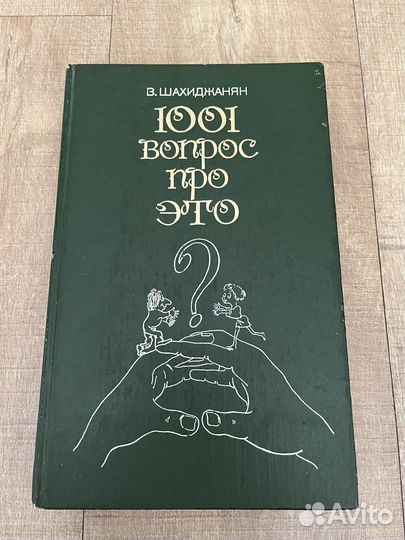 В. ШАХИДЖАНЯН
1001
ВОПРОС
ПРО
ЭТО
?
Avito